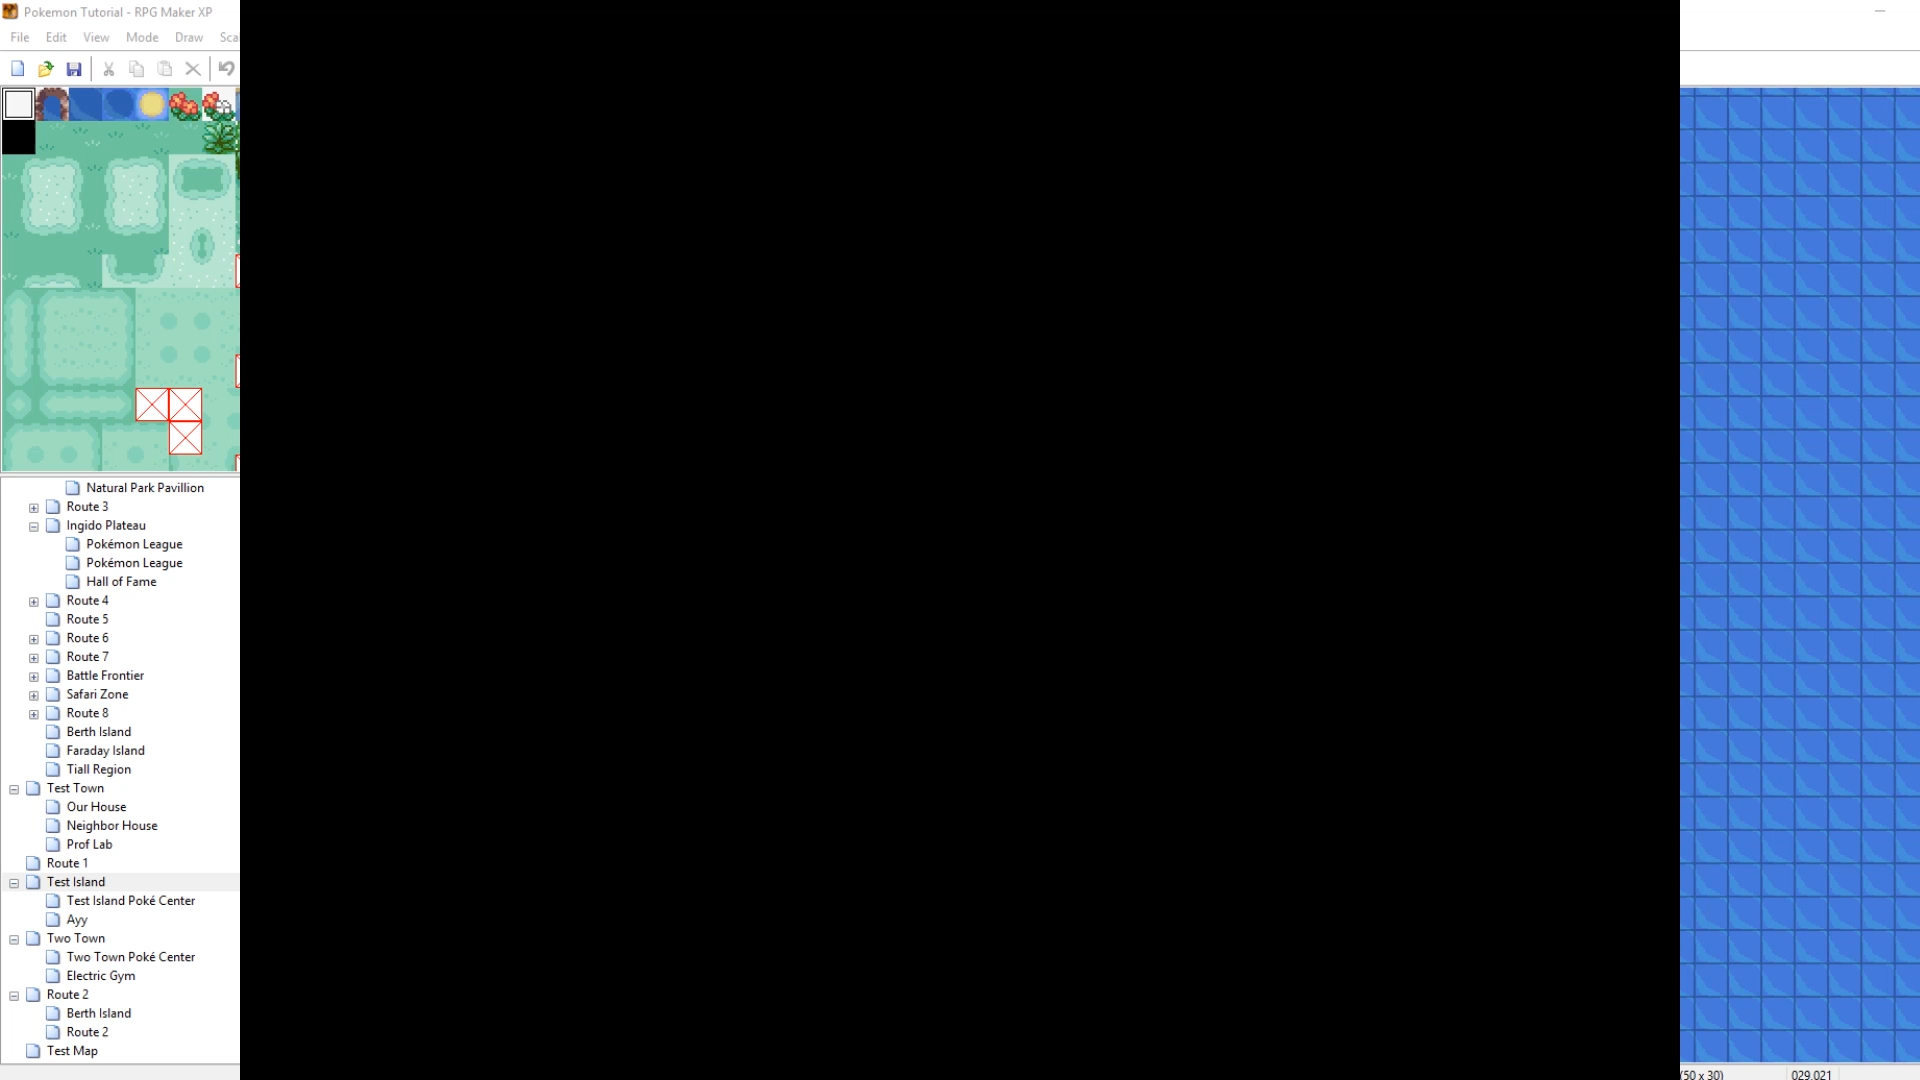 Pokemon Tutorial - RPG Maker XP
File Edit View Mode Draw
Natural Park Pavillion
Route 3
Ingido Plateau
Pokémon League
Pokémon League
Hall of Fame
Route 4
Route 5
Route 6
Route 7
Battle Frontier
Safari Zone
Route 8
Berth Island
Faraday Island
Tiall Region
Test Town
Our House
Neighbor House
Prof Lab
Route 1
Test Island
Test Island Poké Center
Ayy
Two Town
Two Town Poké Center
Electric Gym
Route 2
Berth Island
Route 2
Test Map
(50 x 30) 029,021